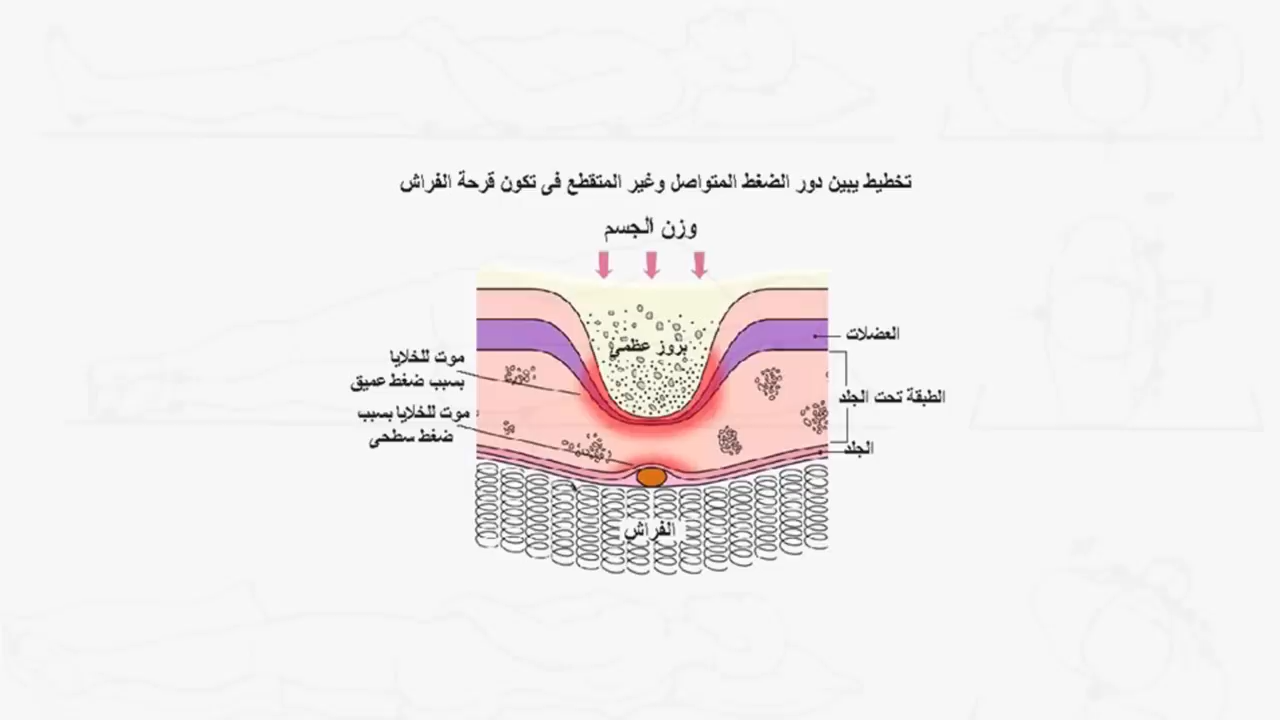 تخطيط يبين دور الضغط المتواصل وغير المتقطع فى تكون قرحة الفراش
وزن الجسم
بروز عظمي
العضلات
الطبقة تحت الجلد
الجلد
موت للخلايا
بسبب ضغط عميق
موت للخلايا بسبب
ضغط سطحى
الفراش